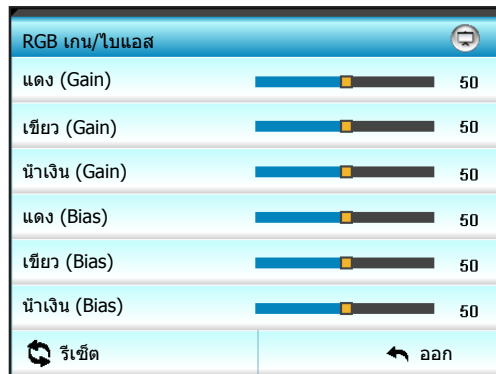 RGB เกน/ไบแอส
แดง (Gain) 50
เขียว (Gain) 50
น้ำเงิน (Gain) 50
แดง (Bias) 50
เขียว (Bias) 50
น้ำเงิน (Bias) 50
รีเซ็ต ออก